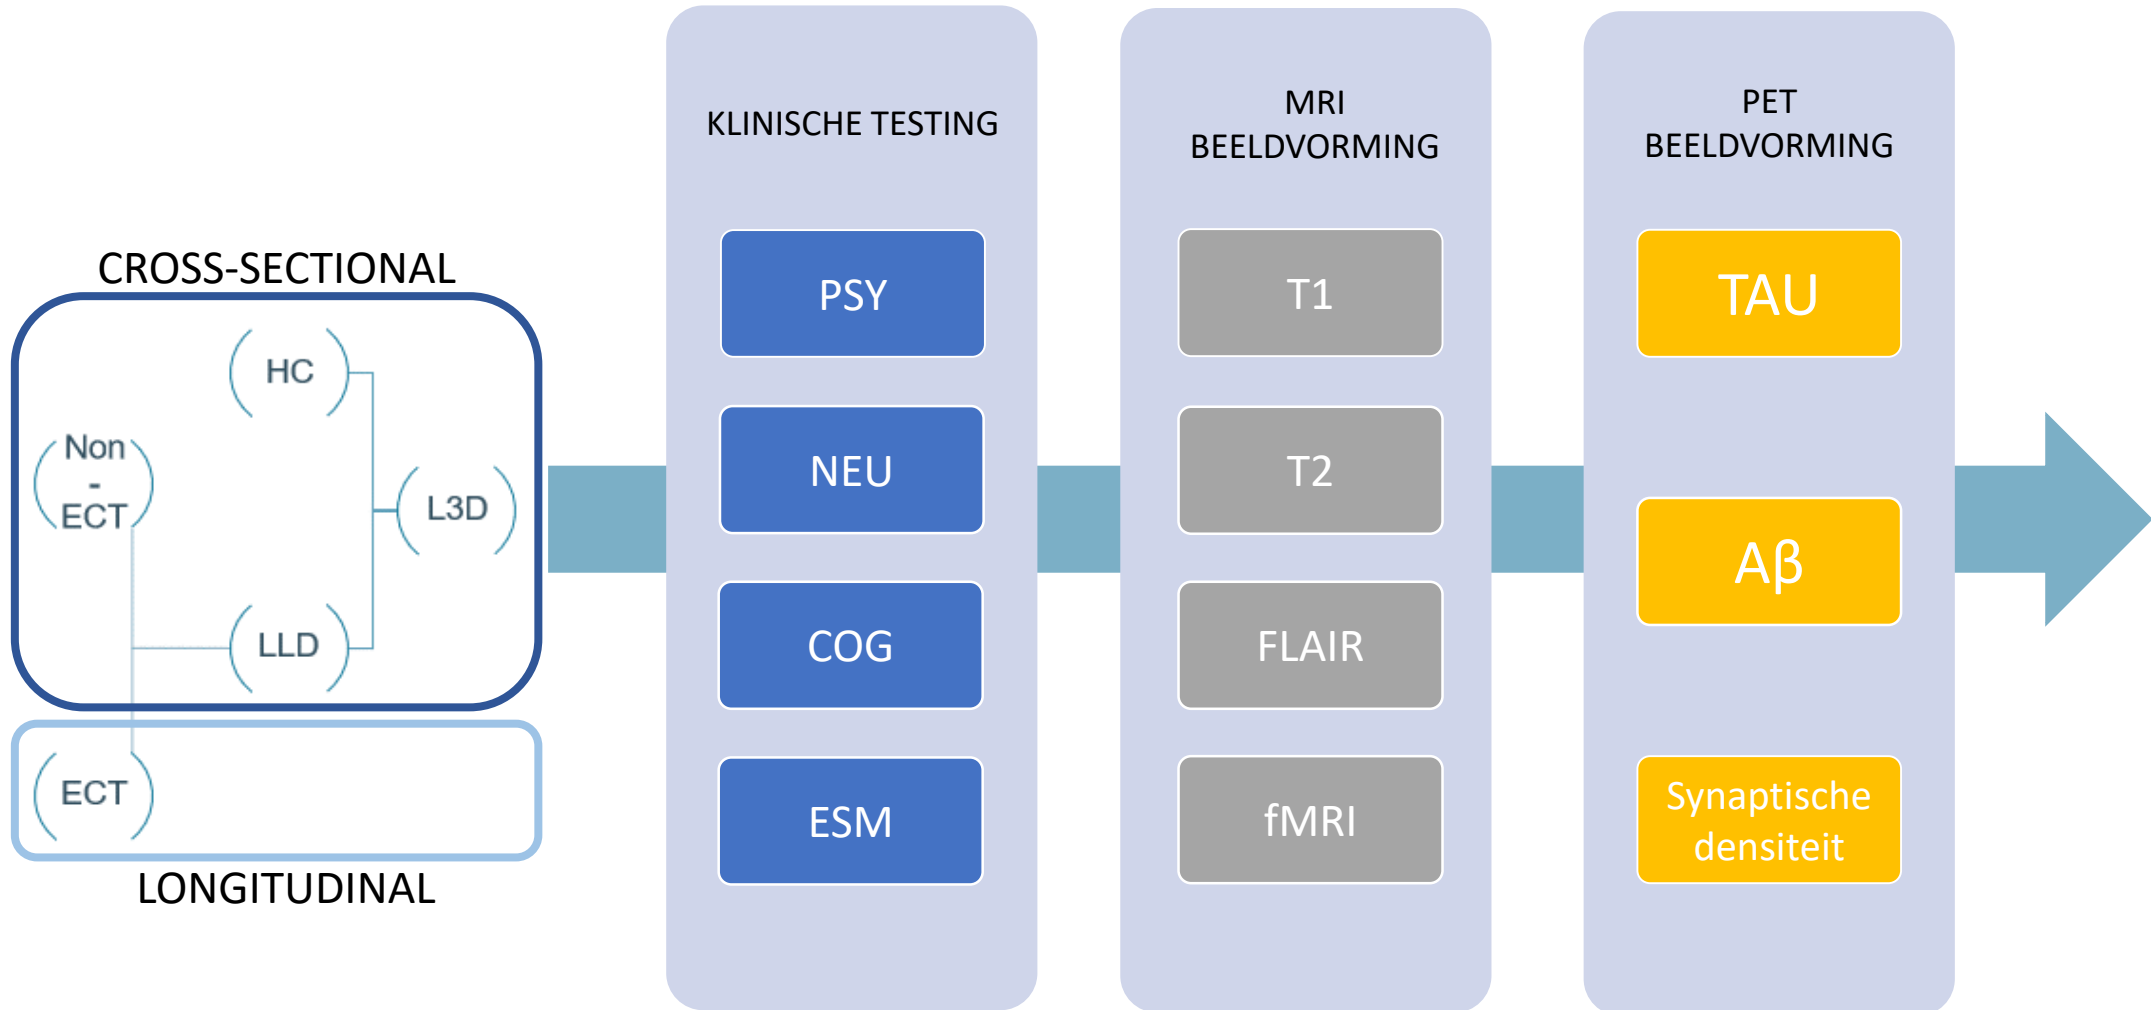 CROSS-SECTIONAL
HC
Non
-
ECT
L3D
LLD
ECT
LONGITUDINAL
KLINISCHE TESTING
PSY
NEU
COG
ESM
MRI
BEELDVORMING
T1
T2
FLAIR
fMRI
PET
BEELDVORMING
TAU
Aβ
Synaptische
densiteit